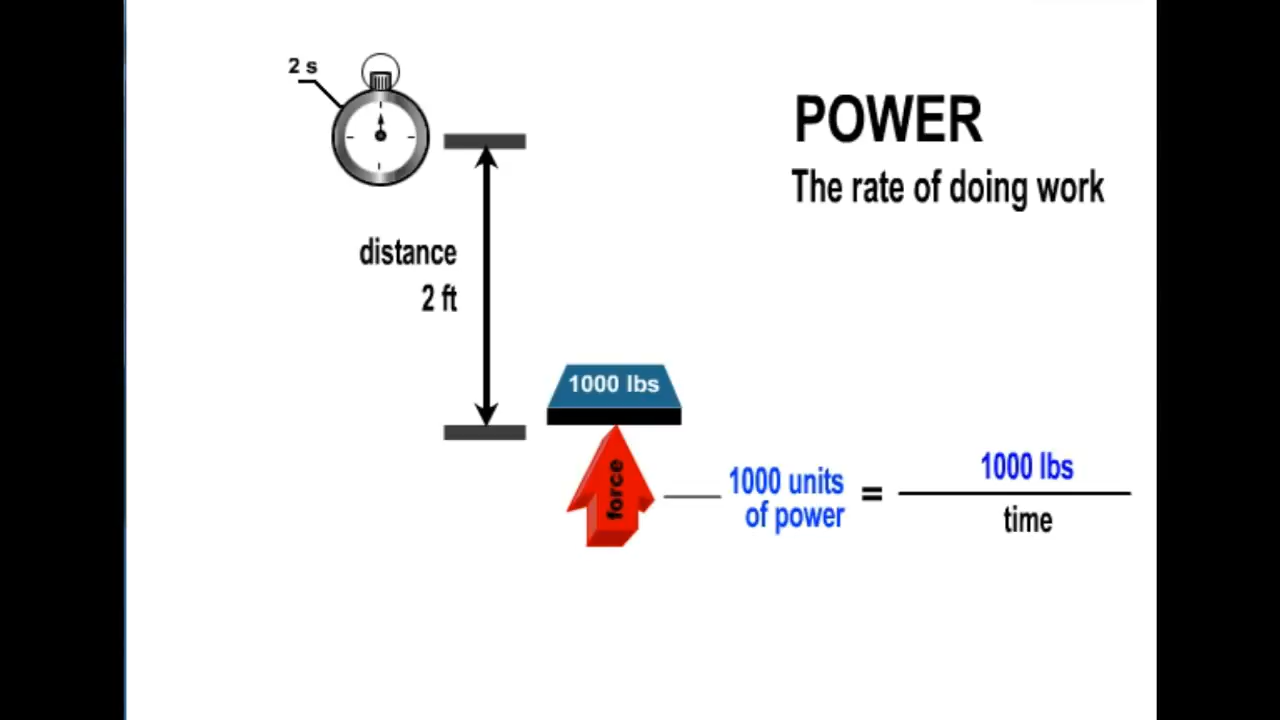 2 s
POWER
The rate of doing work
distance
2 ft
1000 lbs
force
1000 units
of power
=
1000 lbs
time